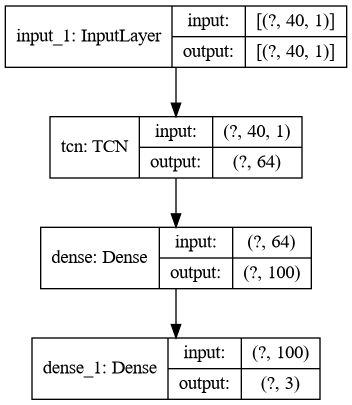 input_1: InputLayer
input: [(?, 40, 1)]
output: [(?, 40, 1)]
tcn: TCN
input: (?, 40, 1)
output: (?, 64)
dense: Dense
input: (?, 64)
output: (?, 100)
dense_1: Dense
input: (?, 100)
output: (?, 3)